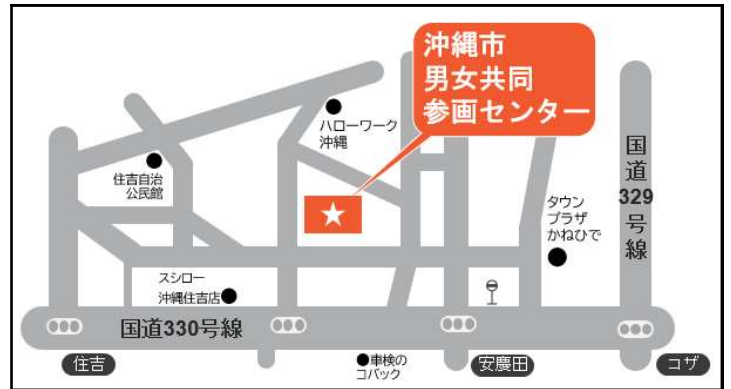 沖縄市
男女共同
参画センター
ハローワーク
沖縄
住吉自治
公民館
国道329号線
タウン
プラザ
かねひで
スシロー
沖縄住吉店
国道330号線
住吉
車検の
コバック
安慶田
コザ